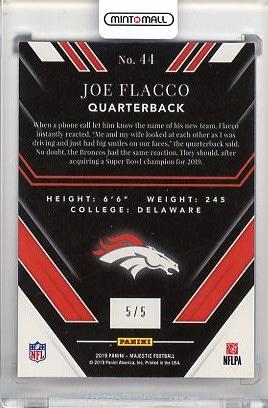 MINT MALL
No. 44
JOE FLACCO
QUARTERBACK
When a phone call let him know the name of his new team, Flacco
instantly reacted. "Me and my wife looked at each other as I was
driving and just had big smiles on our faces," the quarterback said.
No doubt, the Broncos had the same reaction. They should, after
acquiring a Super Bowl champion for 2019.
HEIGHT: 6'6" WEIGHT: 245
COLLEGE: DELAWARE
5/5
PANINI
NFL
NFLPA
2019 PANINI – MAJESTIC FOOTBALL
© 2019 Panini America, Inc. Printed in the USA.